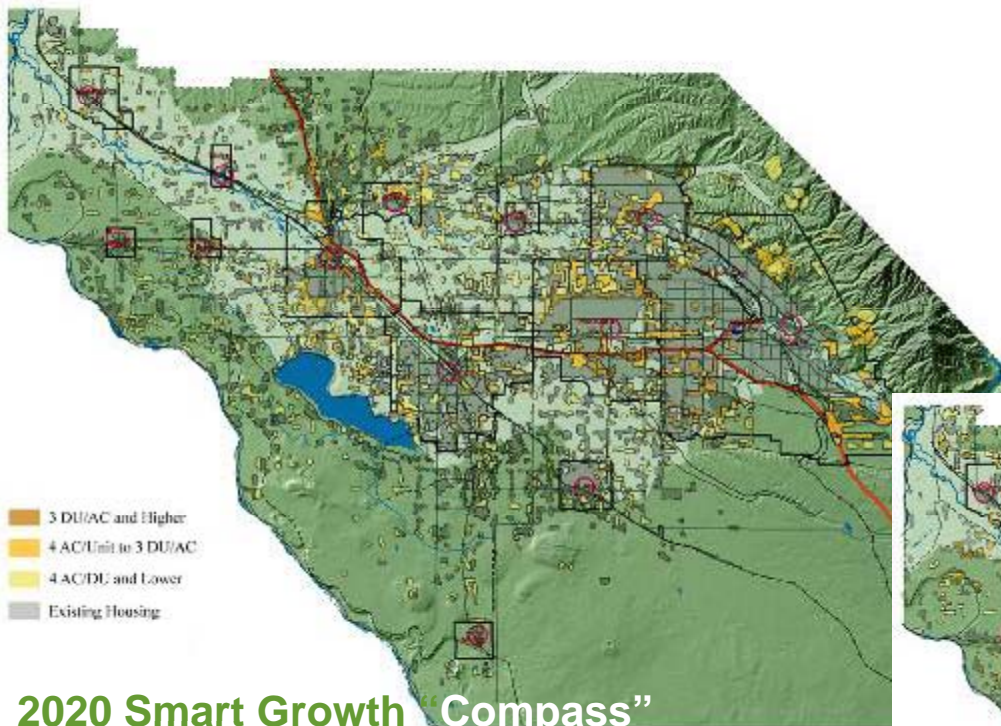 3 DU/AC and Higher
4 AC/Unit to 3 DU/AC
4 AC/DU and Lower
Existing Housing
2020 Smart Growth “Compass”